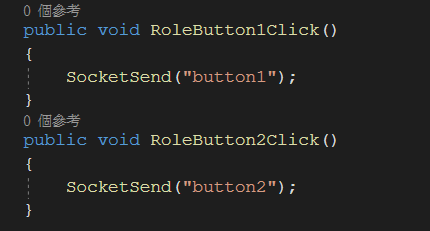 0 個參考
public void RoleButton1Click()
{
    SocketSend("button1");
}
0 個參考
public void RoleButton2Click()
{
    SocketSend("button2");
}